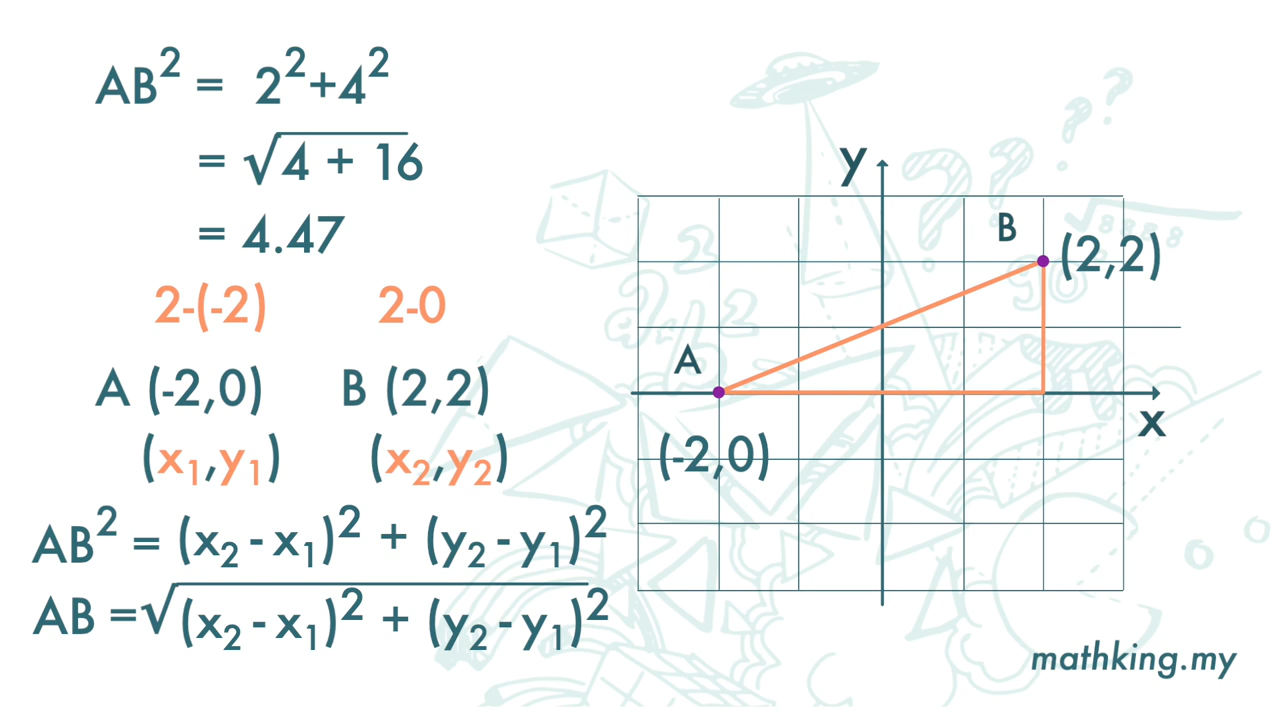 AB² = 2²+4²
= √4 + 16
= 4.47
2-(-2) 2-0
A (-2,0) B (2,2)
(x₁,y₁) (x₂,y₂)
AB² = (x₂ - x₁)² + (y₂ - y₁)²
AB =√(x₂ - x₁)² + (y₂ - y₁)²
y
B
(2,2)
A
x
(-2,0)
mathking.my